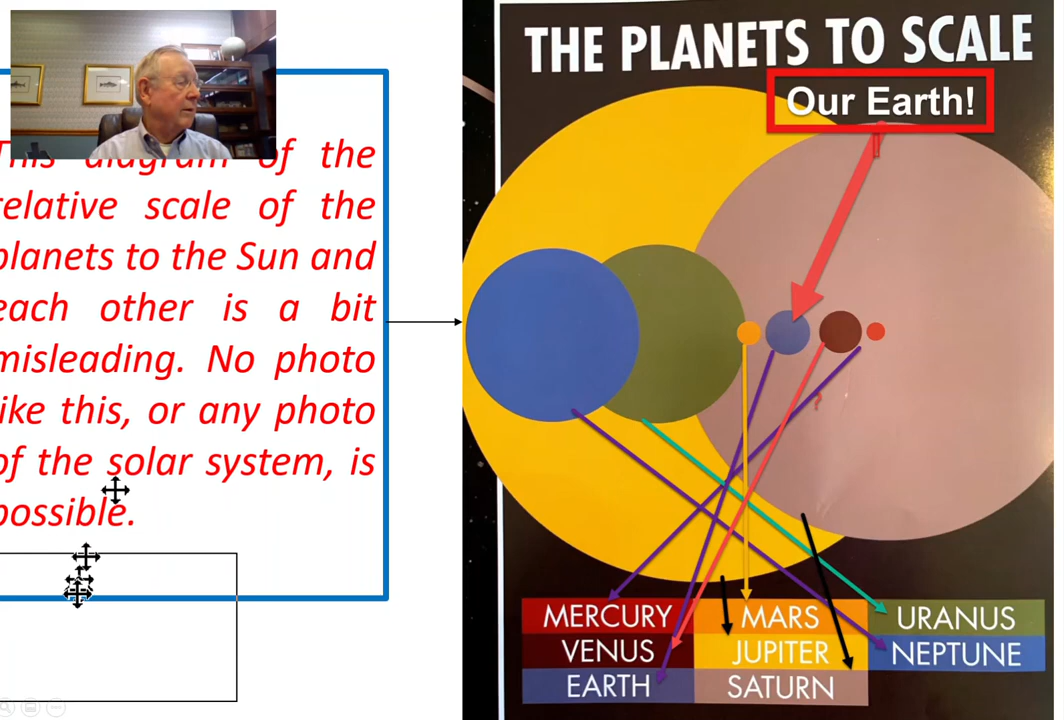 THE PLANETS TO SCALE
Our Earth!
This diagram of the
relative scale of the
planets to the Sun and
each other is a bit
misleading. No photo
like this, or any photo
of the solar system, is
possible.
MERCURY MARS URANUS
VENUS JUPITER NEPTUNE
EARTH SATURN